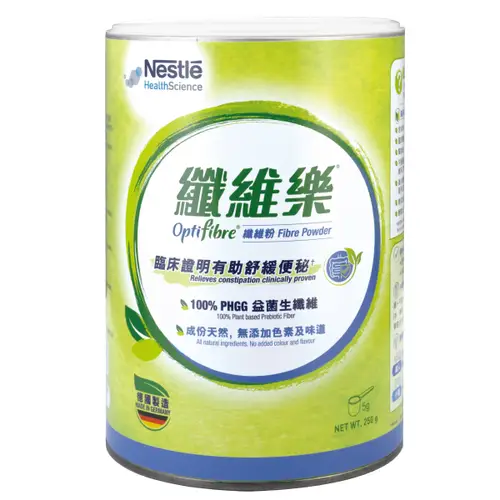 Nestlé
HealthScience
纖維樂®
Optifibre® 纖維粉 Fibre Powder
臨床證明有助舒緩便秘†
Relieves constipation clinically proven
100% PHGG 益菌生纖維
100% Plant based Prebiotic Fiber
成份天然，無添加色素及味道
All natural ingredients. No added colour and flavour
德國製造
MADE IN GERMANY
5g
NET WT. 250 g